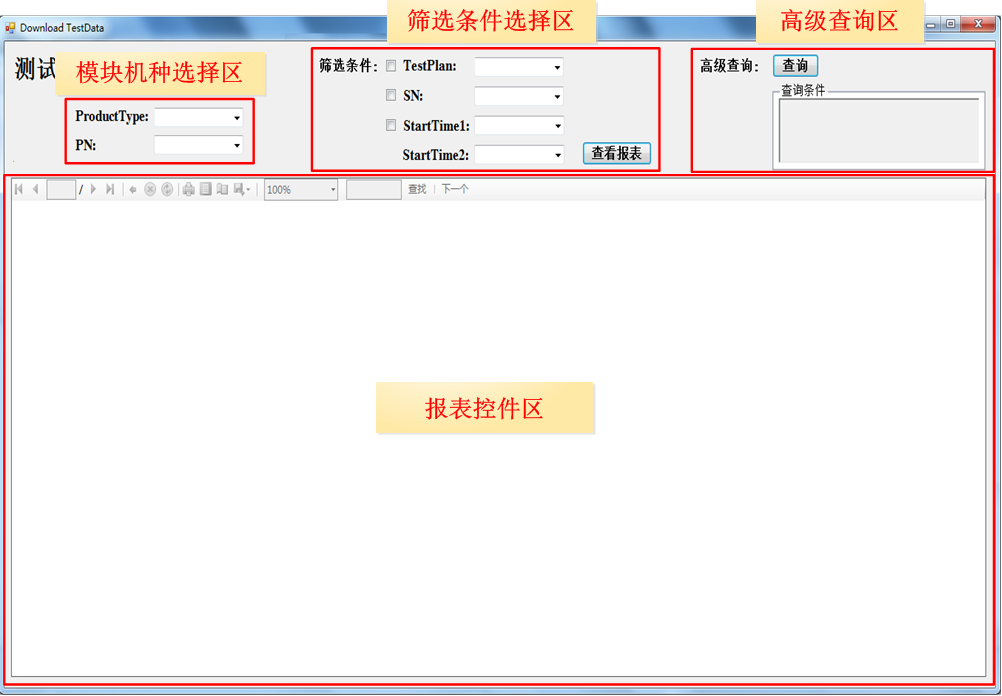 Download TestData
筛选条件选择区
高级查询区
测试
模块机种选择区
ProductType:
PN:
筛选条件:
TestPlan:
SN:
StartTime1:
StartTime2:
查看报表
高级查询:
查询
查询条件
/
100%
查找
下一个
报表控件区